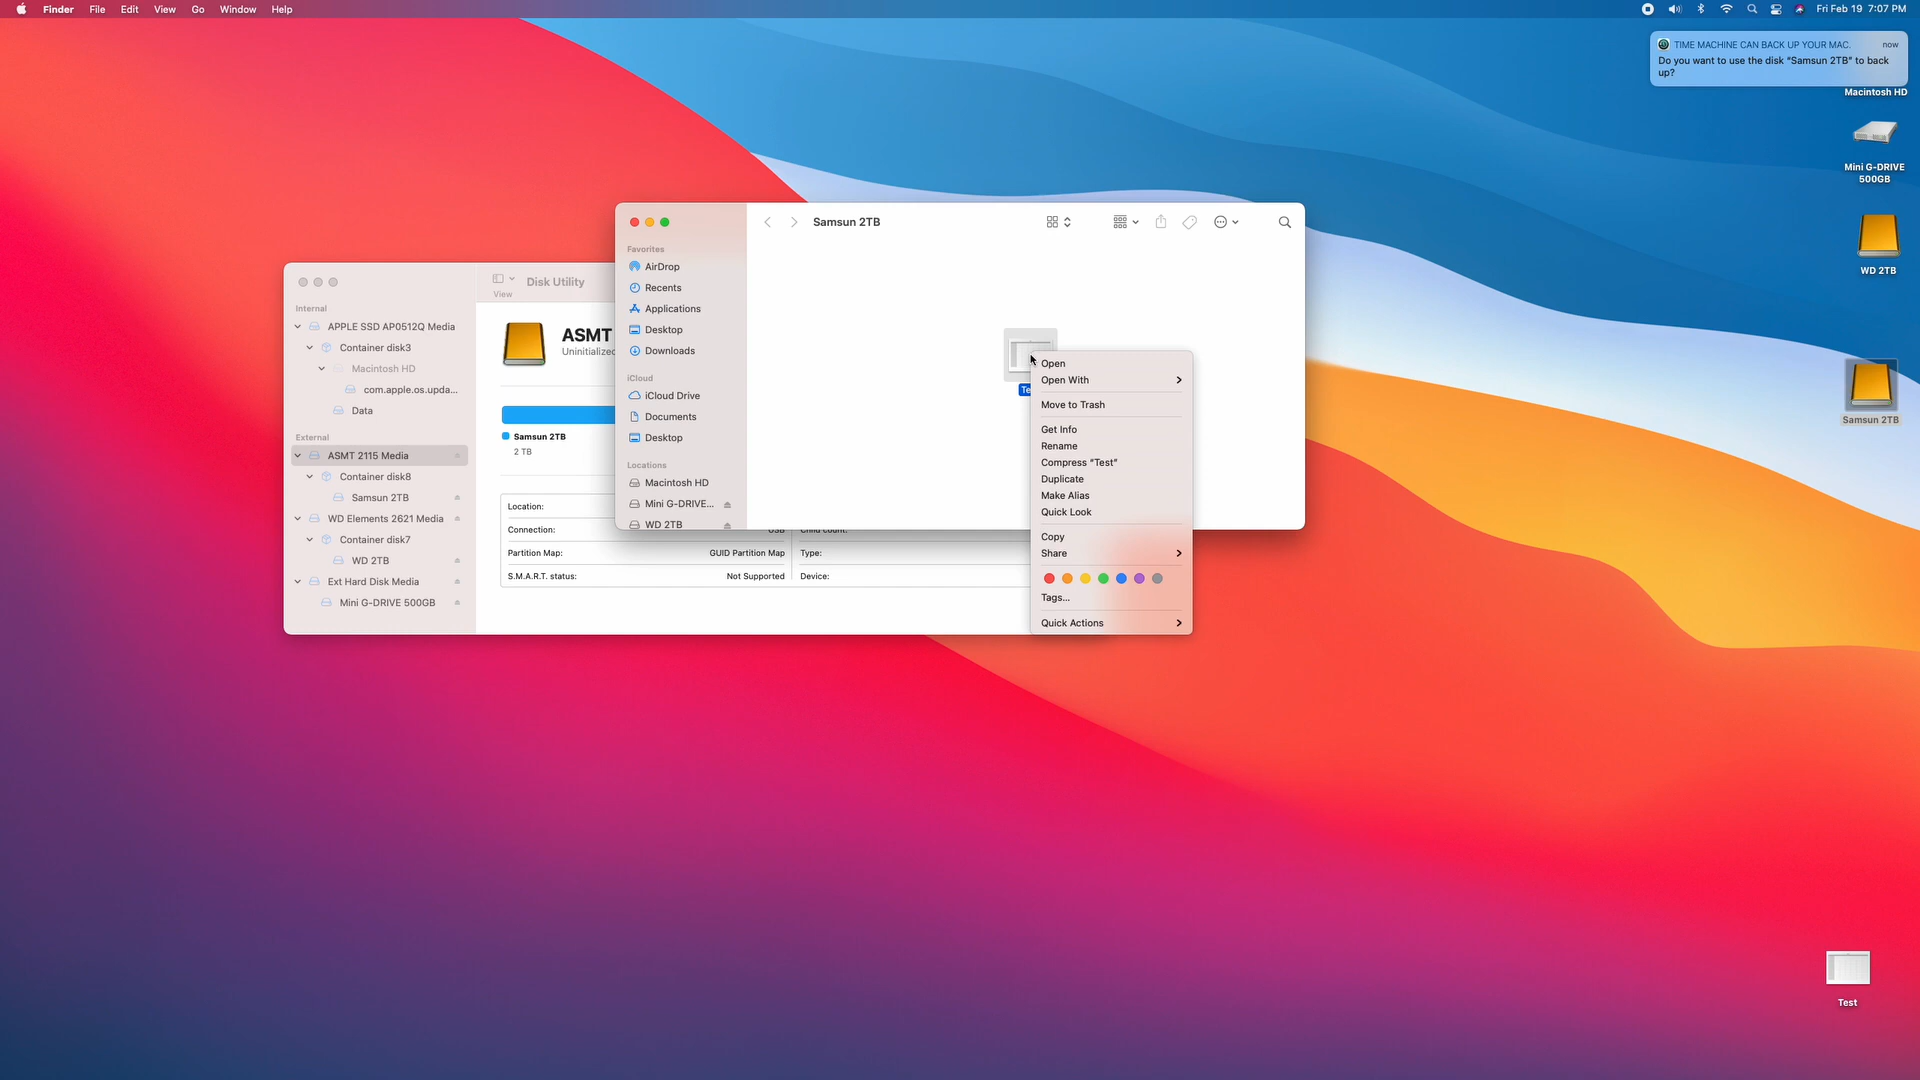 Finder File Edit View Go Window Help
Fri Feb 19 7:07 PM
TIME MACHINE CAN BACK UP YOUR MAC. now
Do you want to use the disk “Samsun 2TB” to back
up?
Macintosh HD
Mini G-DRIVE
500GB
WD 2TB
Samsun 2TB
Test
Samsun 2TB
Favorites
AirDrop
Recents
Applications
Desktop
Downloads
iCloud
iCloud Drive
Documents
Desktop
Locations
Macintosh HD
Mini G-DRIVE...
WD 2TB
Te
Open
Open With
Move to Trash
Get Info
Rename
Compress “Test”
Duplicate
Make Alias
Quick Look
Copy
Share
Tags...
Quick Actions
View
Disk Utility
Internal
APPLE SSD AP0512Q Media
Container disk3
Macintosh HD
com.apple.os.upda...
Data
External
ASMT 2115 Media
Container disk8
Samsun 2TB
WD Elements 2621 Media
Container disk7
WD 2TB
Ext Hard Disk Media
Mini G-DRIVE 500GB
ASMT
Uninitialized
Samsun 2TB
2 TB
Location:
Connection: USB Child count:
Partition Map: GUID Partition Map Type:
S.M.A.R.T. status: Not Supported Device: